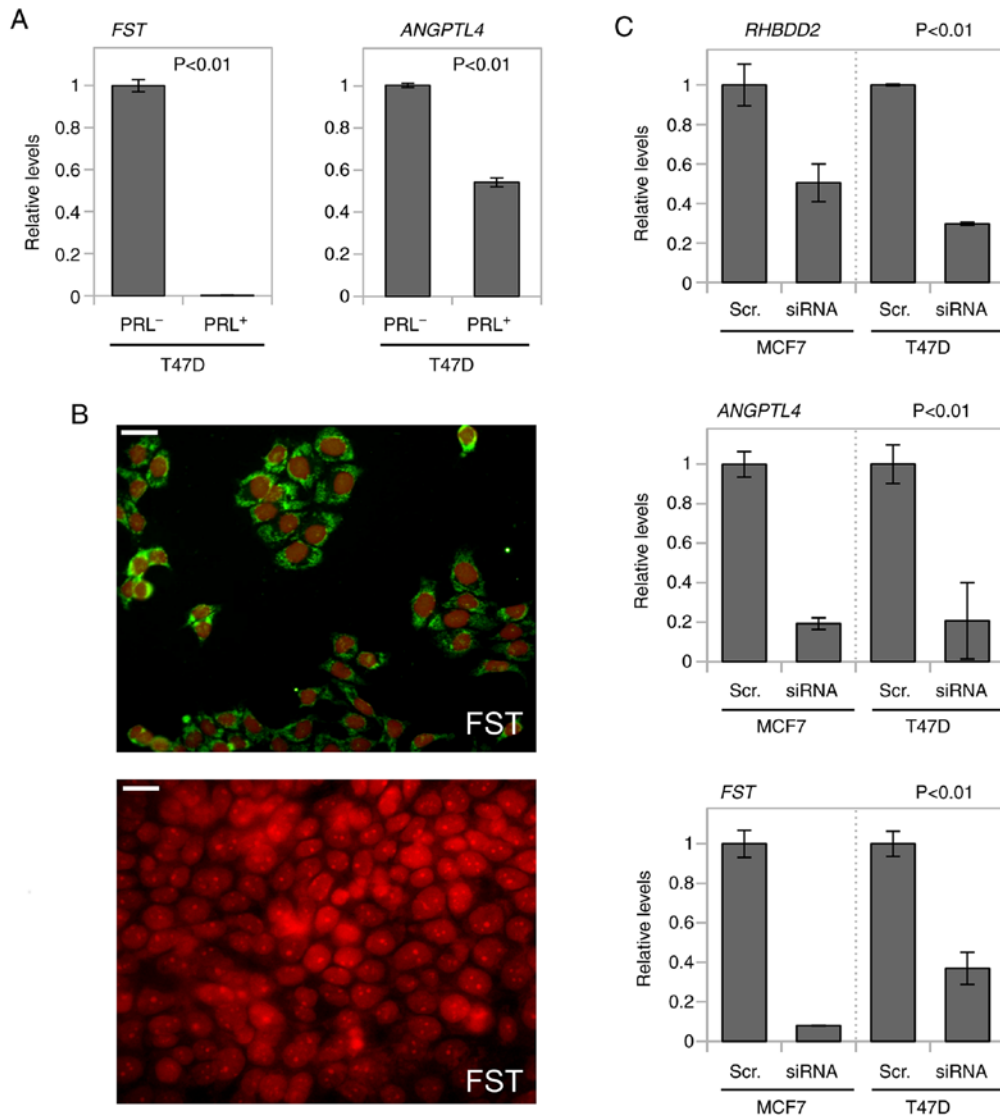 A
FST
P<0.01
Relative levels
1
0.8
0.6
0.4
0.2
0
PRL⁻ PRL⁺
T47D
ANGPTL4
P<0.01
1
0.8
0.6
0.4
0.2
0
PRL⁻ PRL⁺
T47D
B
FST
FST
C
RHBDD2 P<0.01
Relative levels
1
0.8
0.6
0.4
0.2
0
Scr. siRNA Scr. siRNA
MCF7 T47D
ANGPTL4 P<0.01
Relative levels
1
0.8
0.6
0.4
0.2
0
Scr. siRNA Scr. siRNA
MCF7 T47D
FST P<0.01
Relative levels
1
0.8
0.6
0.4
0.2
0
Scr. siRNA Scr. siRNA
MCF7 T47D